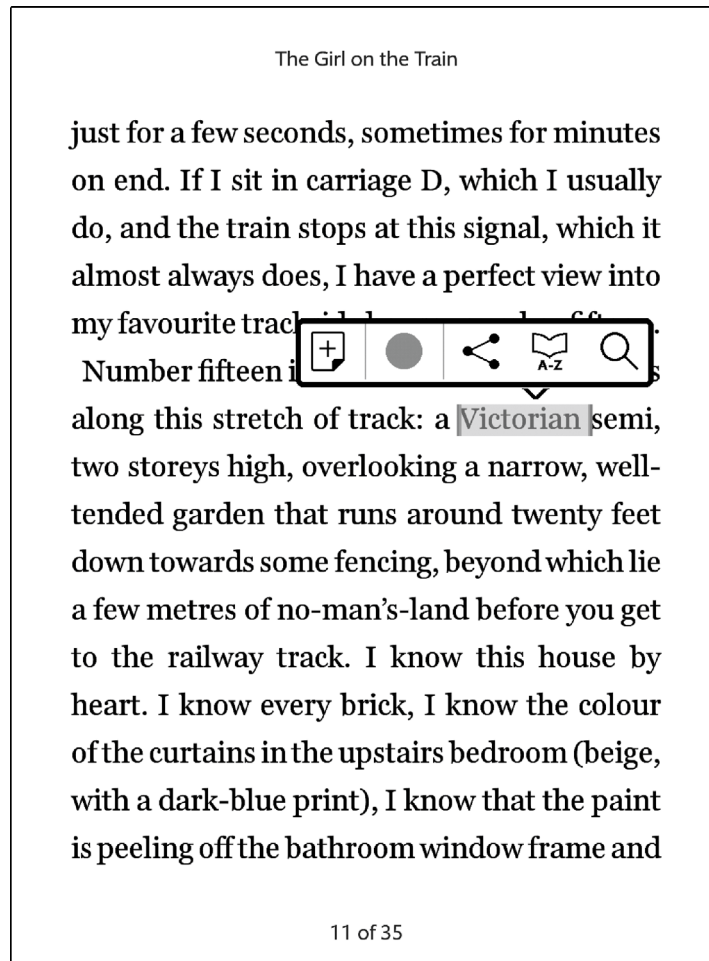 The Girl on the Train
just for a few seconds, sometimes for minutes
on end. If I sit in carriage D, which I usually
do, and the train stops at this signal, which it
almost always does, I have a perfect view into
my favourite
Number fifteen
A-Z
along this stretch of track: a Victorian semi,
two storeys high, overlooking a narrow, well-
tended garden that runs around twenty feet
down towards some fencing, beyond which lie
a few metres of no-man’s-land before you get
to the railway track. I know this house by
heart. I know every brick, I know the colour
of the curtains in the upstairs bedroom (beige,
with a dark-blue print), I know that the paint
is peeling off the bathroom window frame and
11 of 35